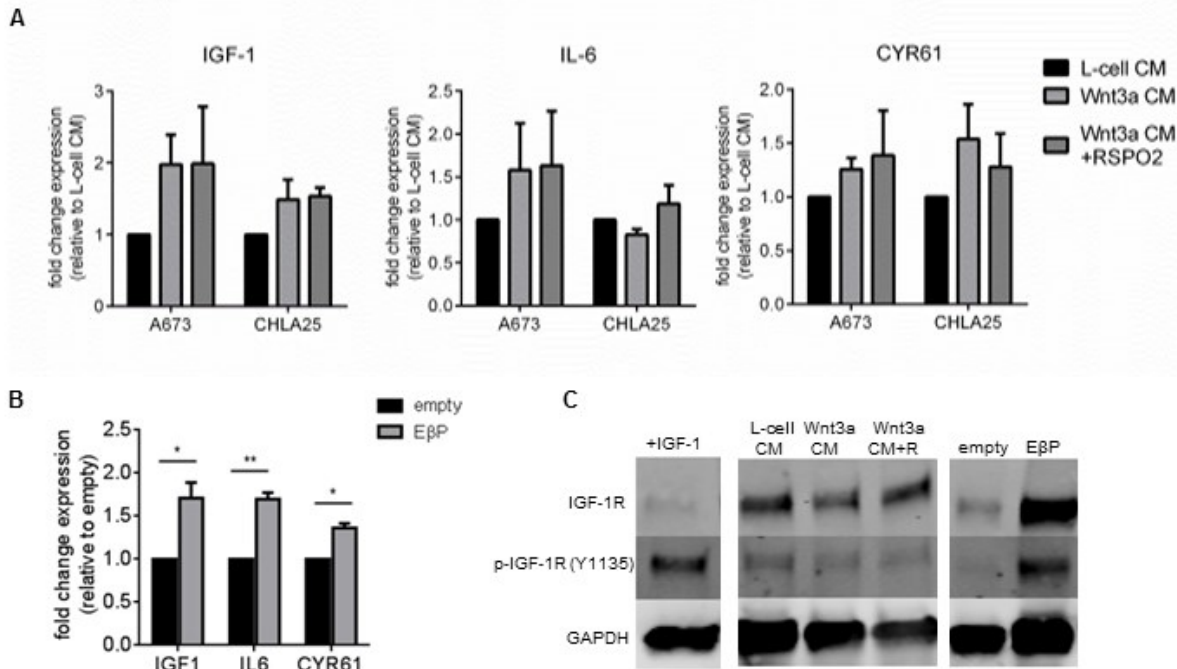 A
IGF-1
IL-6
CYR61
L-cell CM
Wnt3a CM
Wnt3a CM
+RSPO2
fold change expression
(relative to L-cell CM)
3
2
1
0
A673
CHLA25
fold change expression
(relative to L-cell CM)
2.5
2.0
1.5
1.0
0.5
0.0
A673
CHLA25
fold change expression
(relative to L-cell CM)
2.0
1.5
1.0
0.5
0.0
A673
CHLA25
B
empty
EβP
fold change expression
(relative to empty)
2.5
2.0
1.5
1.0
0.5
0.0
*
**
*
IGF1
IL6
CYR61
C
+IGF-1
L-cell
CM
Wnt3a
CM
Wnt3a
CM+R
empty
EβP
IGF-1R
p-IGF-1R (Y1135)
GAPDH